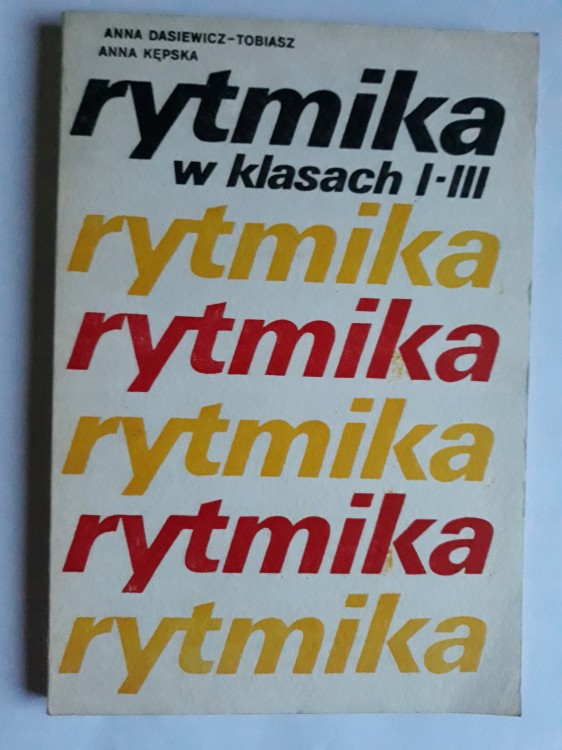 ANNA DASIEWICZ-TOBIASZ
ANNA KĘPSKA
rytmika
w klasach I-III
rytmika
rytmika
rytmika
rytmika
rytmika